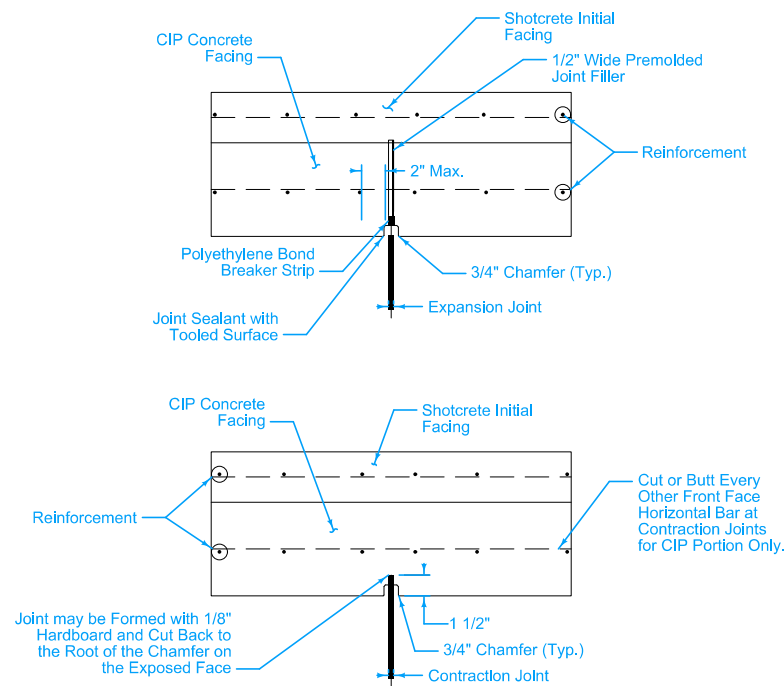 Shotcrete Initial
Facing
CIP Concrete
Facing
1/2" Wide Premolded
Joint Filler
Reinforcement
2" Max.
Polyethylene Bond
Breaker Strip
3/4" Chamfer (Typ.)
Expansion Joint
Joint Sealant with
Tooled Surface
CIP Concrete
Facing
Shotcrete Initial
Facing
Cut or Butt Every
Other Front Face
Horizontal Bar at
Contraction Joints
for CIP Portion Only.
Reinforcement
Joint may be Formed with 1/8"
Hardboard and Cut Back to
the Root of the Chamfer on
the Exposed Face
1 1/2"
3/4" Chamfer (Typ.)
Contraction Joint